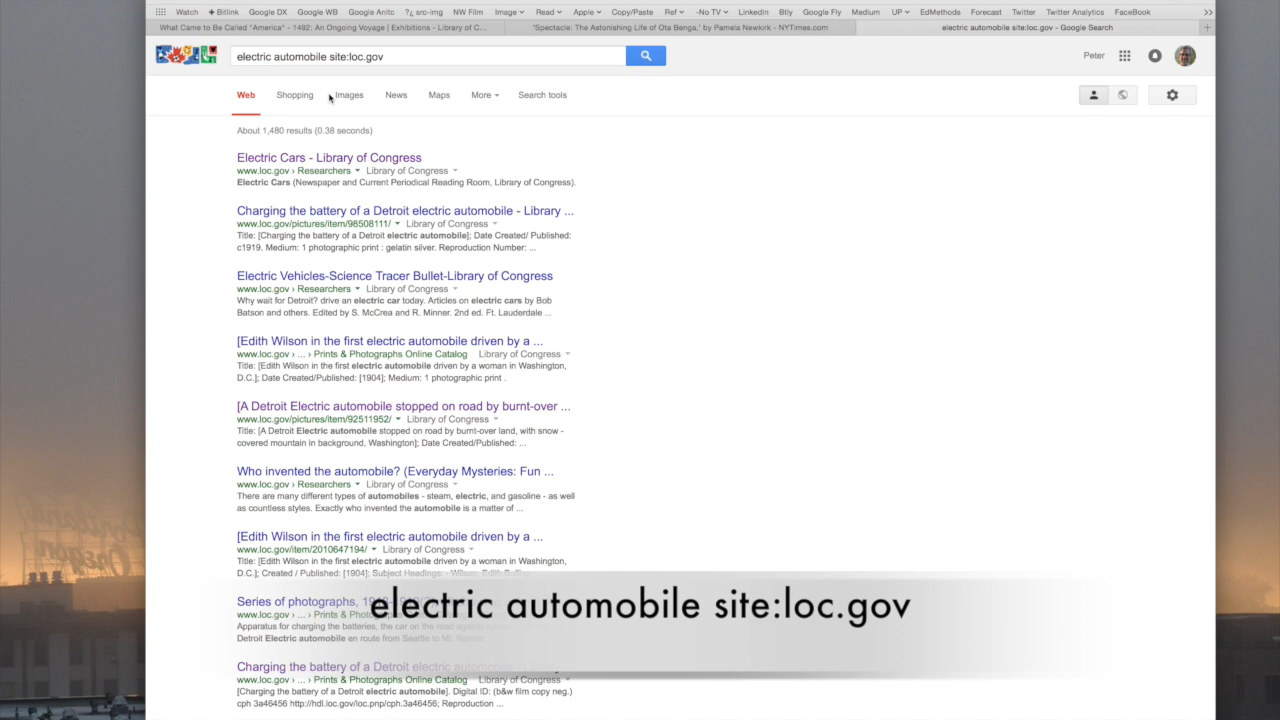 Watch Bitlink Google DX Google WB Google Anito ?¿ src-img NW Film Image Read Apple Copy/Paste Ref -No TV LinkedIn Btly Google Fly Medium UP EdMethods Forecast Twitter Twitter Analytics FaceBook
What Came to Be Called "America" - 1492: An Ongoing Voyage | Exhibitions - Library of C... 'Spectacle: The Astonishing Life of Ota Benga,' by Pamela Newkirk - NYTimes.com electric automobile site:loc.gov - Google Search
electric automobile site:loc.gov Peter
Web Shopping Images News Maps More Search tools
About 1,480 results (0.38 seconds)
Electric Cars - Library of Congress
www.loc.gov › Researchers Library of Congress
Electric Cars (Newspaper and Current Periodical Reading Room, Library of Congress).
Charging the battery of a Detroit electric automobile - Library ...
www.loc.gov/pictures/item/98508111/ Library of Congress
Title: [Charging the battery of a Detroit electric automobile]; Date Created/ Published:
c1919. Medium: 1 photographic print : gelatin silver. Reproduction Number: ...
Electric Vehicles-Science Tracer Bullet-Library of Congress
www.loc.gov › Researchers Library of Congress
Why wait for Detroit? drive an electric car today. Articles on electric cars by Bob
Batson and others. Edited by S. McCrea and R. Minner. 2nd ed. Ft. Lauderdale ...
[Edith Wilson in the first electric automobile driven by a ...
www.loc.gov › ... › Prints & Photographs Online Catalog Library of Congress
Title: [Edith Wilson in the first electric automobile driven by a woman in Washington,
D.C.]; Date Created/Published: [1904]; Medium: 1 photographic print .
[A Detroit Electric automobile stopped on road by burnt-over ...
www.loc.gov/pictures/item/92511952/ Library of Congress
Title: [A Detroit Electric automobile stopped on road by burnt-over land, with snow -
covered mountain in background, Washington]; Date Created/Published: ...
Who invented the automobile? (Everyday Mysteries: Fun ...
www.loc.gov › Researchers Library of Congress
There are many different types of automobiles - steam, electric, and gasoline - as well
as countless styles. Exactly who invented the automobile is a matter of ...
[Edith Wilson in the first electric automobile driven by a ...
www.loc.gov/item/2010647194/ Library of Congress
Title: [Edith Wilson in the first electric automobile driven by a woman in Washington,
D.C.]; Created / Published: [1904]; Subject Headings: - Wilson, Edith
Series of photographs,
electric automobile site:loc.gov
www.loc.gov › ... › Prints &
Apparatus for charging the batteries, the car on the road
Detroit Electric automobile en route from Seattle to Mt.
Charging the battery of a Detroit electric automobile
www.loc.gov › ... › Prints & Photographs Online Catalog Library of Congress
[Charging the battery of a Detroit electric automobile]. Digital ID: (b&w film copy neg.)
cph 3a46456 http://hdl.loc.gov/loc.pnp/cph.3a46456; Reproduction ...